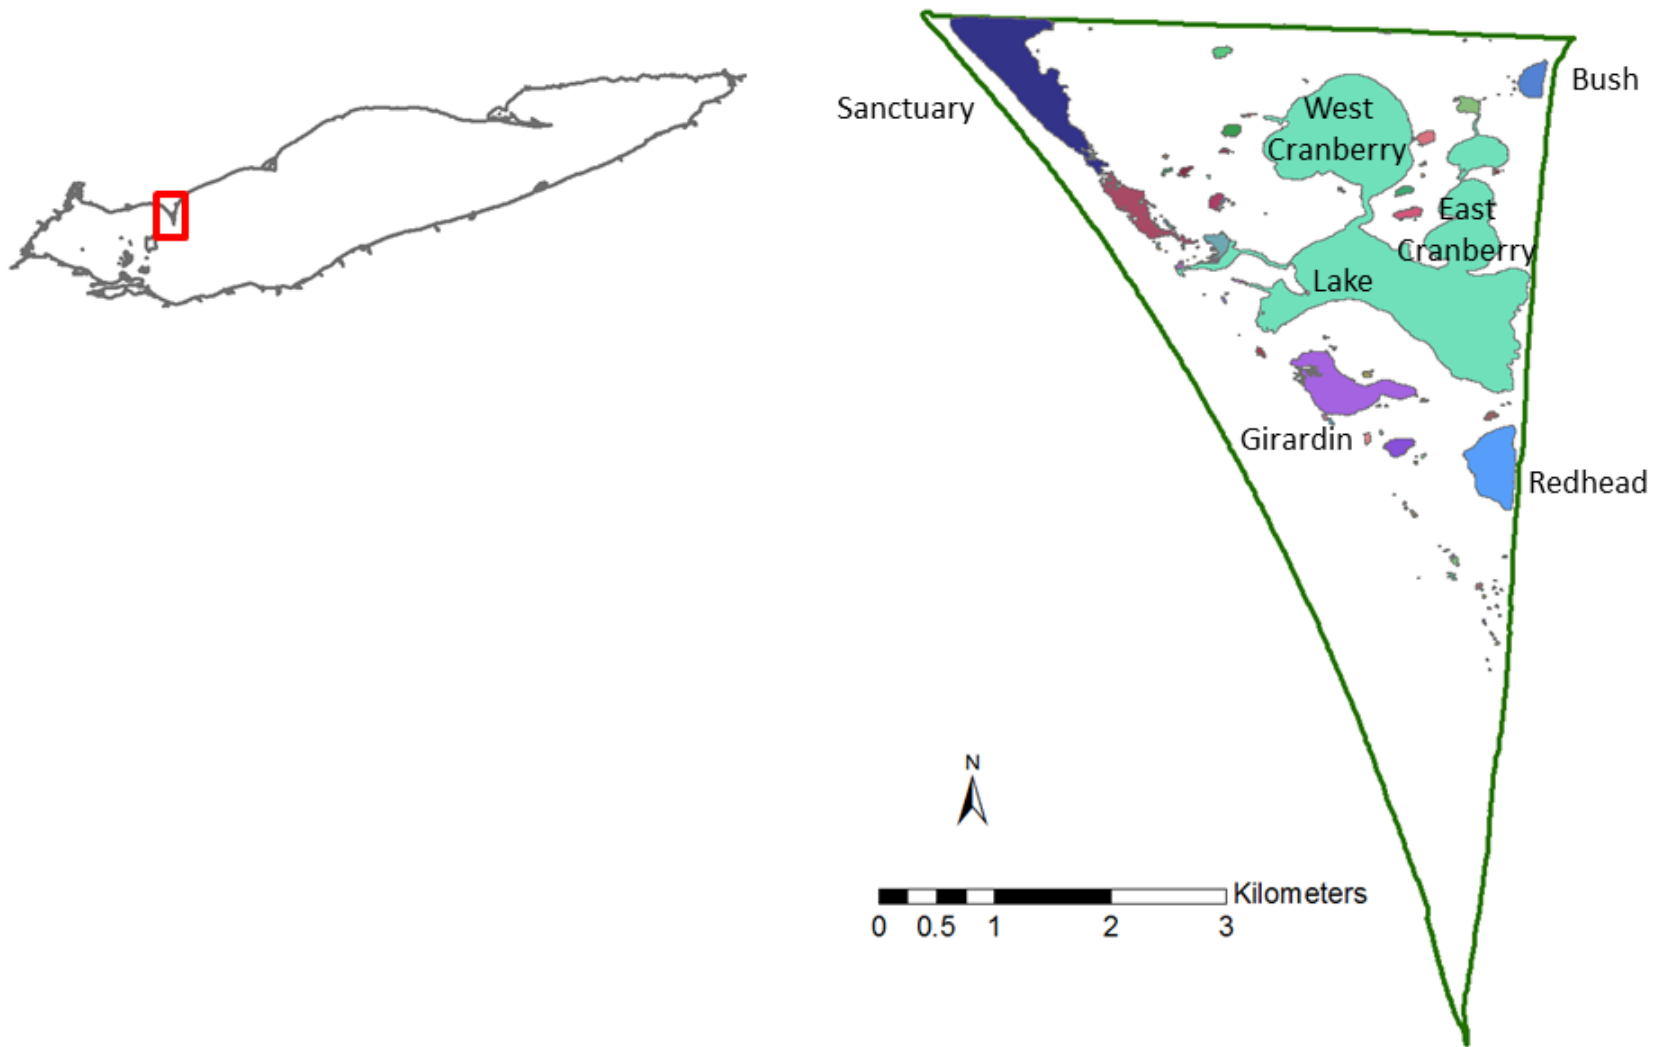 Sanctuary
West
Cranberry
Bush
East
Cranberry
Lake
Girardin
Redhead
N
Kilometers
0 0.5 1 2 3